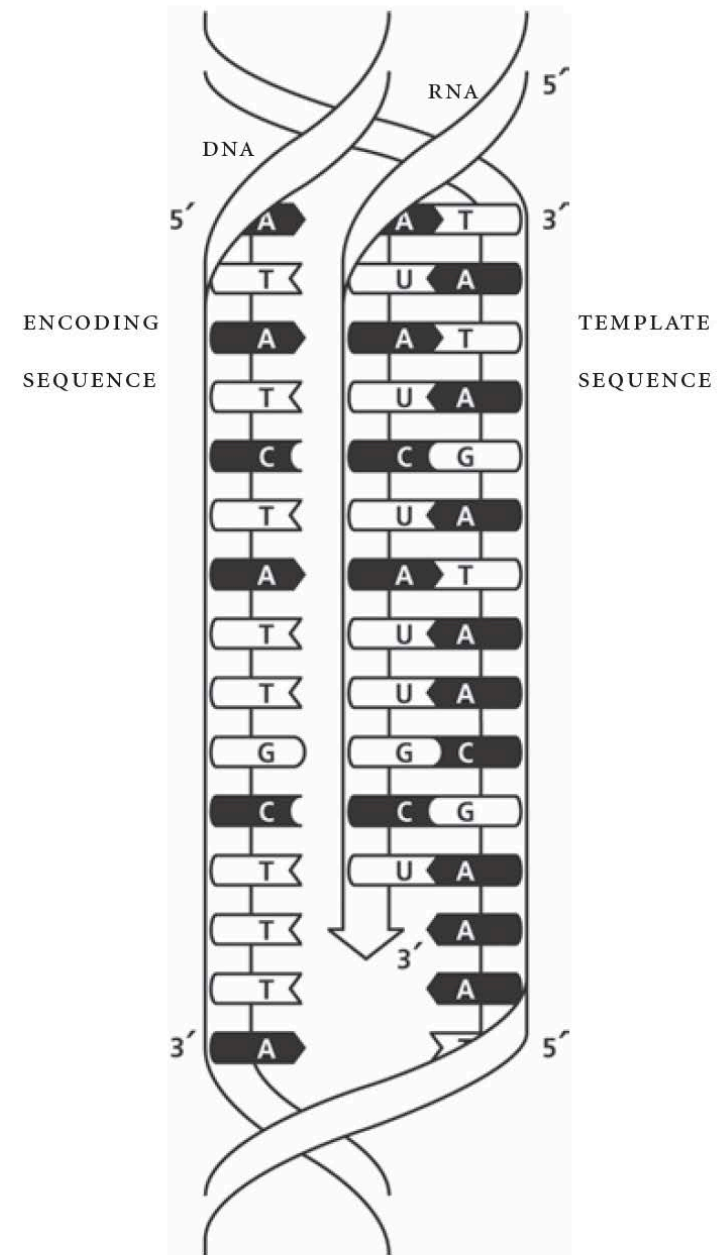 5′
RNA
DNA
5′ A A T 3′
T U A
ENCODING A A T TEMPLATE
SEQUENCE T U A SEQUENCE
C C G
T U A
A A T
T U A
T U A
G G C
C C G
T U A
T A
3′
T A
3′ A T 5′